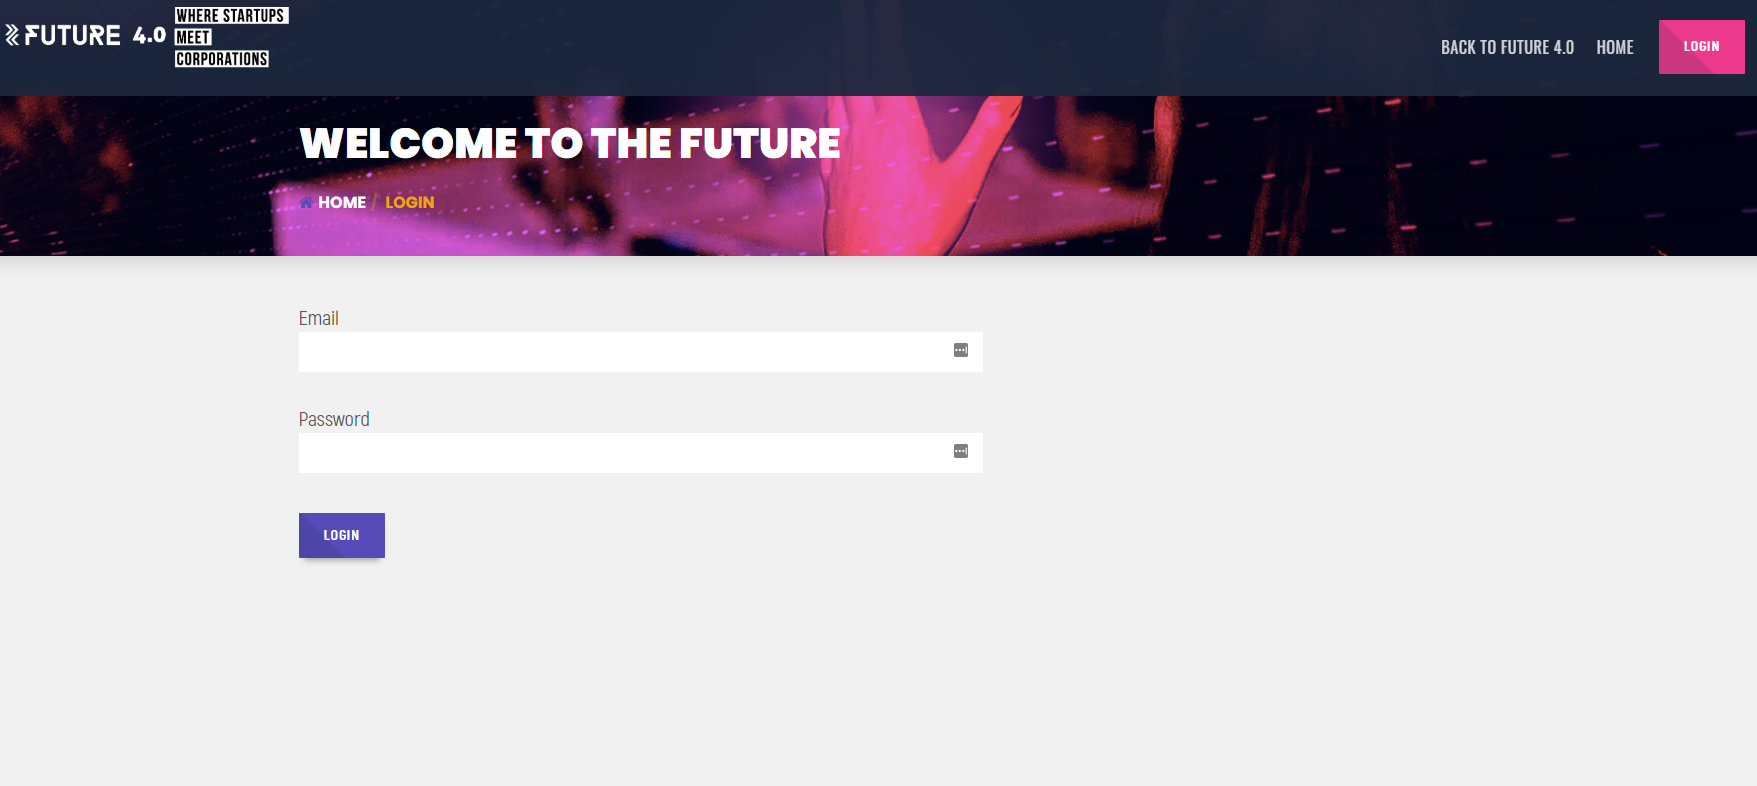 FUTURE 4.0
WHERE STARTUPS
MEET
CORPORATIONS
BACK TO FUTURE 4.0 HOME LOGIN
WELCOME TO THE FUTURE
HOME / LOGIN
Email
Password
LOGIN